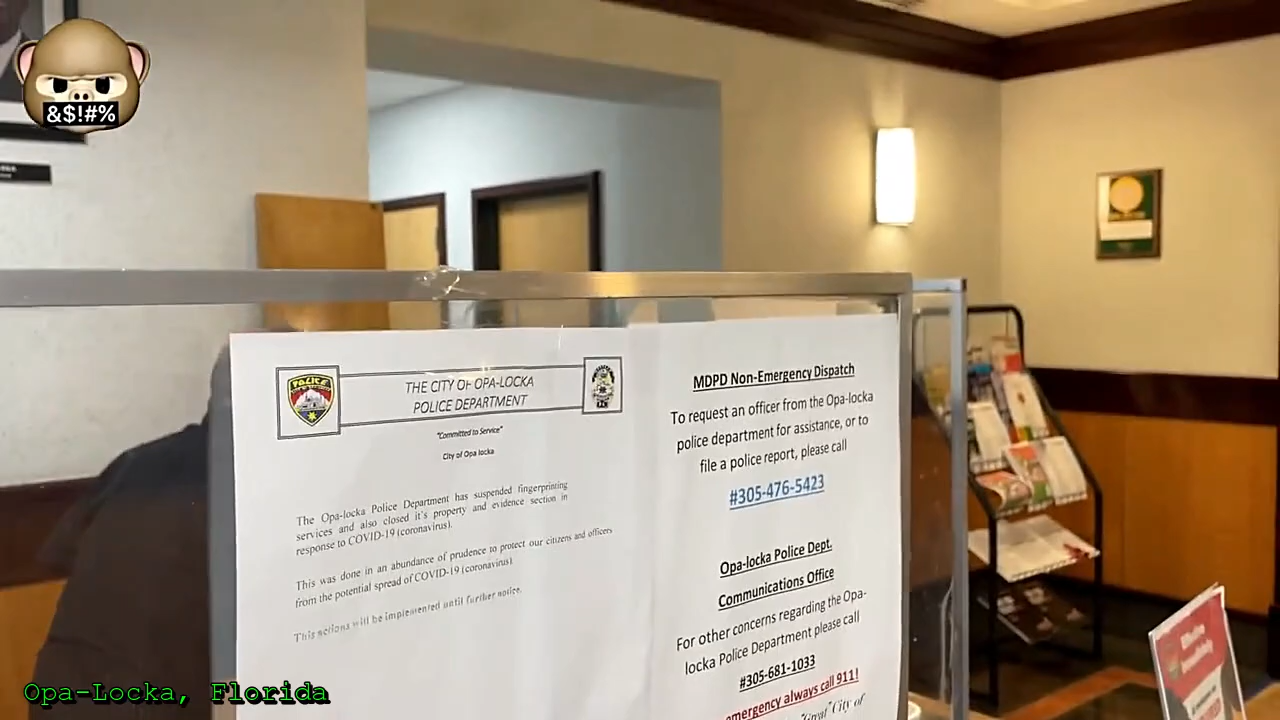 &$!#%
THE CITY OF OPA-LOCKA
POLICE DEPARTMENT
POLICE
"Committed to Service"
City of Opa locka
The Opa-locka Police Department has suspended fingerprinting
services and also closed it's property and evidence section in
response to COVID-19 (coronavirus).
This was done in an abundance of prudence to protect our citizens and officers
from the potential spread of COVID-19 (coronavirus)
This actions will be implemented until further notice.
MDPD Non-Emergency Dispatch
To request an officer from the Opa-locka
police department for assistance, or to
file a police report, please call
#305-476-5423
Opa-locka Police Dept.
Communications Office
For other concerns regarding the Opa-
locka Police Department please call
#305-681-1033
emergency always call 911!
"Great" City of
Effective
Immediately
Opa-Locka, Florida